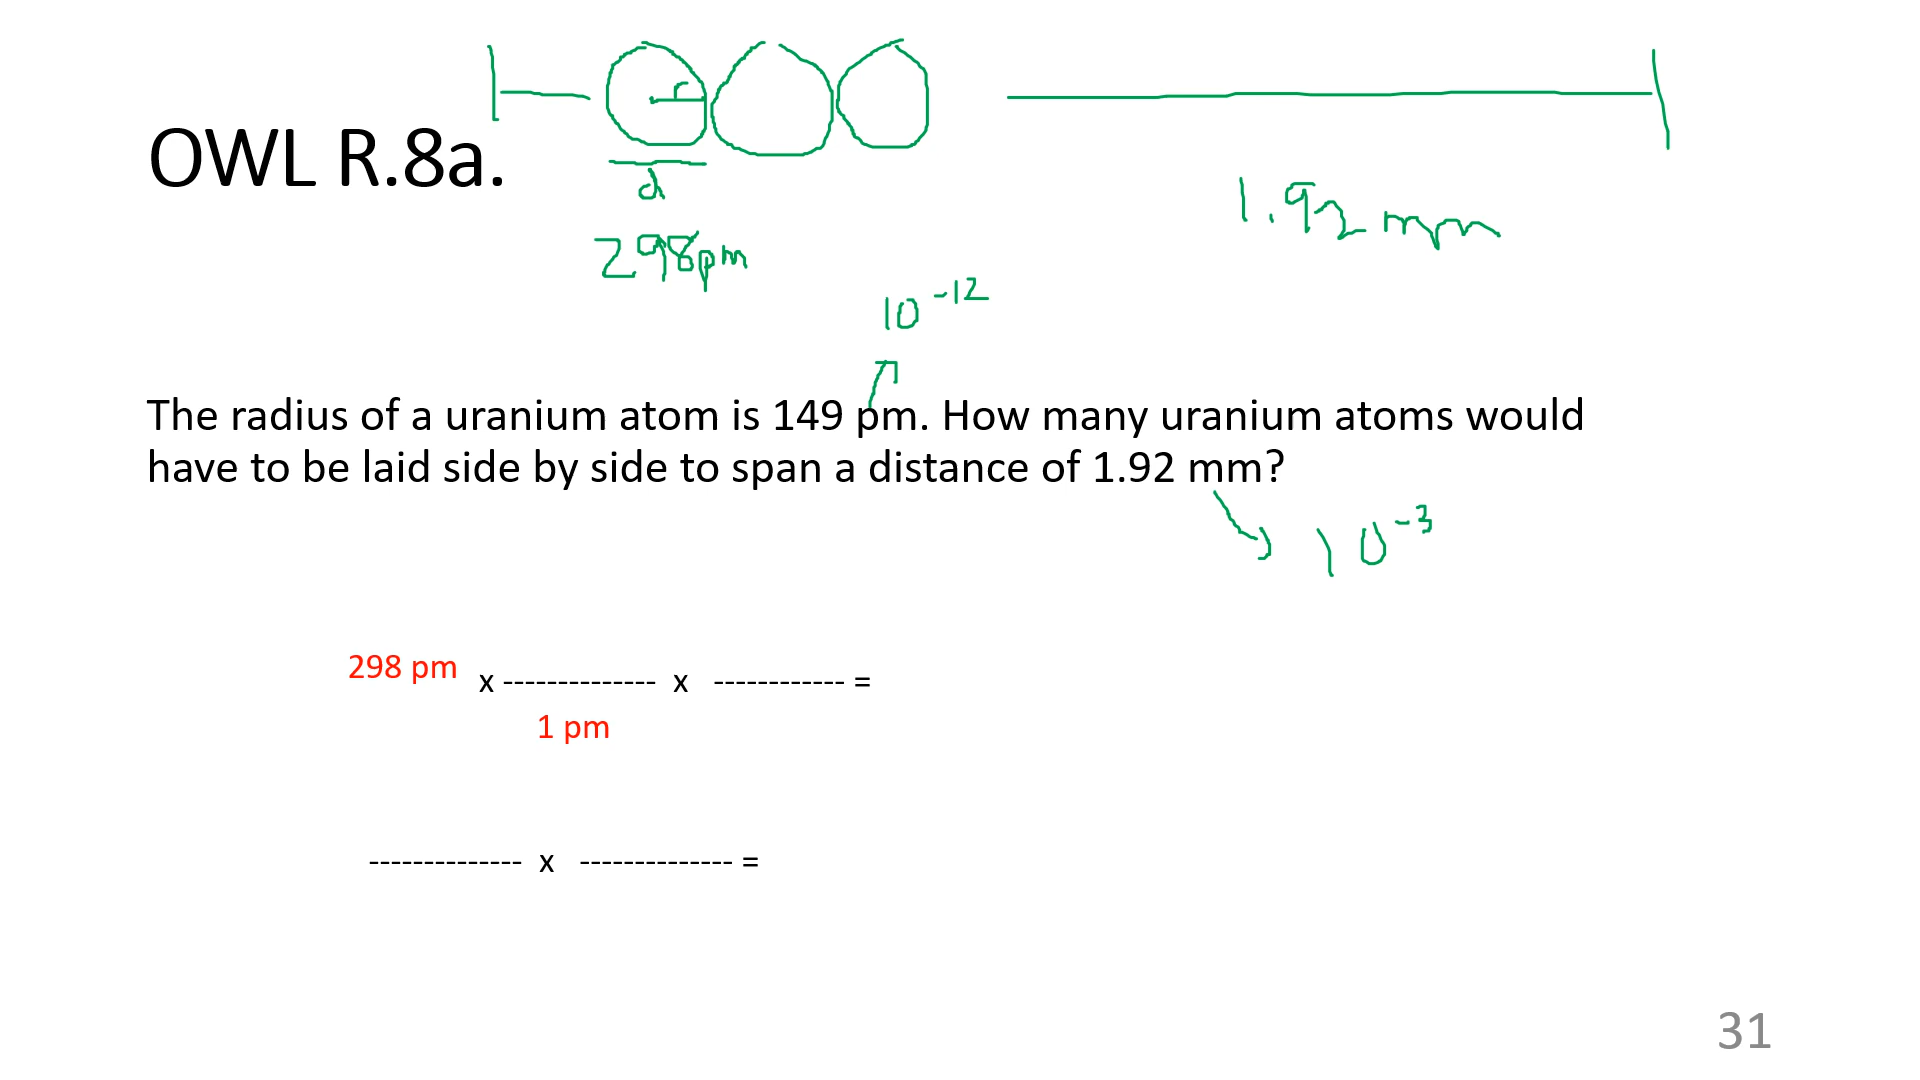 r
OWL R.8a.
d
1.92 mm
298pm
10⁻¹²
The radius of a uranium atom is 149 pm. How many uranium atoms would
have to be laid side by side to span a distance of 1.92 mm?
10⁻³
298 pm x -------------- x ------------ =
1 pm
-------------- x -------------- =
31